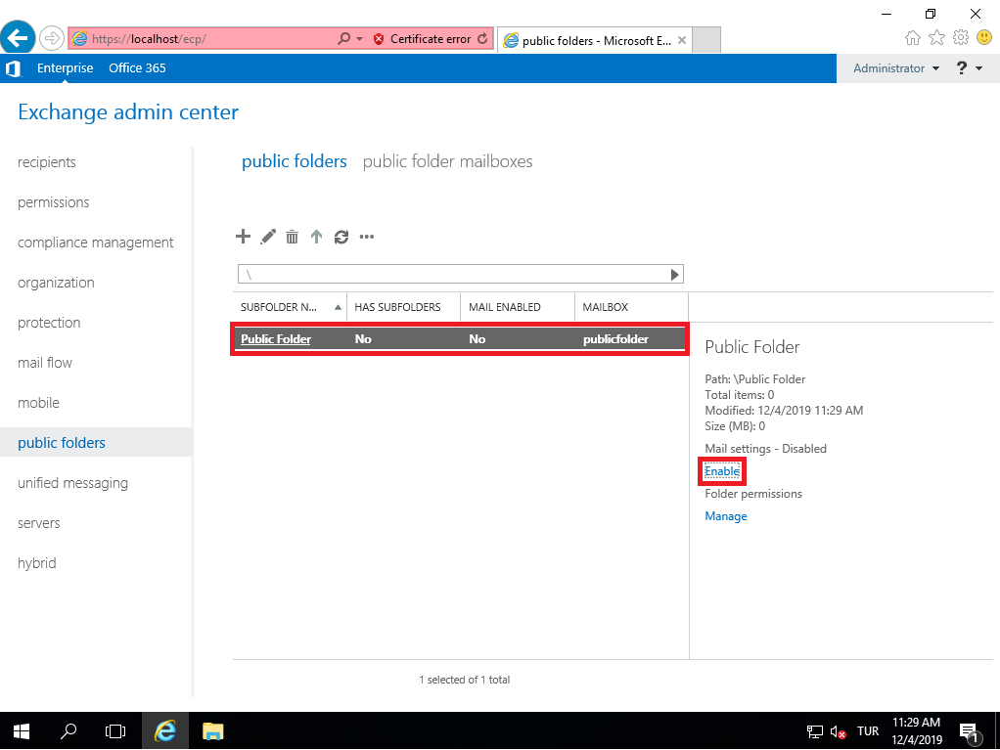 https://localhost/ecp/
Certificate error
public folders - Microsoft E...
Enterprise
Office 365
Administrator
?
Exchange admin center
recipients
permissions
compliance management
organization
protection
mail flow
mobile
public folders
unified messaging
servers
hybrid
public folders
public folder mailboxes
\
SUBFOLDER N...
HAS SUBFOLDERS
MAIL ENABLED
MAILBOX
Public Folder
No
No
publicfolder
Public Folder
Path: \Public Folder
Total items: 0
Modified: 12/4/2019 11:29 AM
Size (MB): 0
Mail settings - Disabled
Enable
Folder permissions
Manage
1 selected of 1 total
TUR
11:29 AM
12/4/2019
1